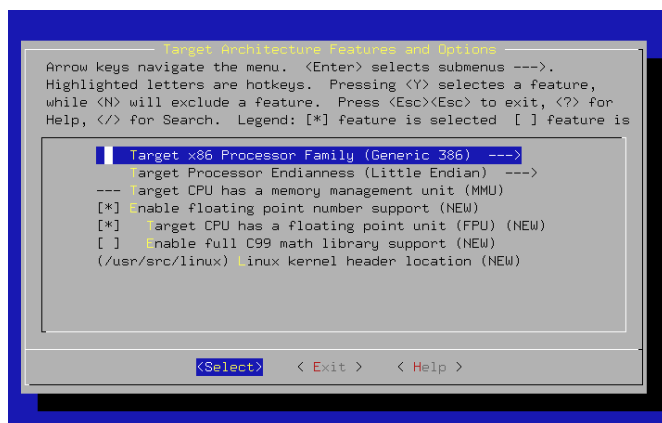 Target Architecture Features and Options
Arrow keys navigate the menu. <Enter> selects submenus --->.
Highlighted letters are hotkeys. Pressing <Y> selectes a feature,
while <N> will exclude a feature. Press <Esc><Esc> to exit, <?> for
Help, </> for Search. Legend: [*] feature is selected [ ] feature is
Target x86 Processor Family (Generic 386) --->
Target Processor Endianness (Little Endian) --->
--- Target CPU has a memory management unit (MMU)
[*] Enable floating point number support (NEW)
[*] Target CPU has a floating point unit (FPU) (NEW)
[ ] Enable full C99 math library support (NEW)
(/usr/src/linux) Linux kernel header location (NEW)
<Select> < Exit > < Help >